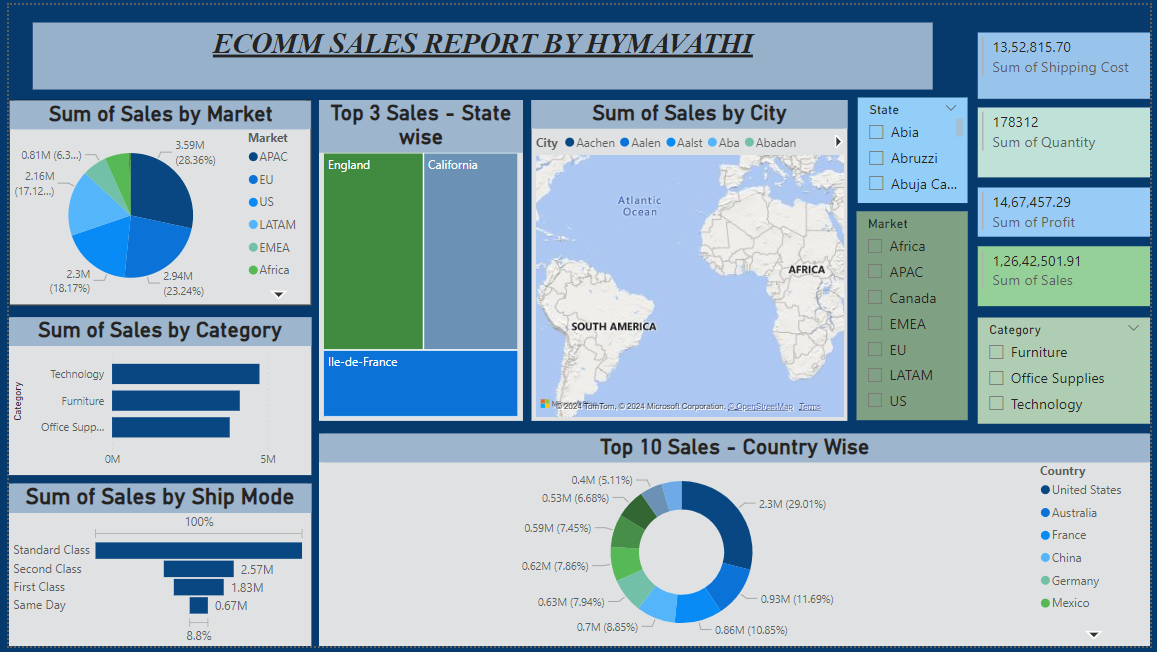 ECOMM SALES REPORT BY HYMAVATHI
13,52,815.70
Sum of Shipping Cost
178312
Sum of Quantity
14,67,457.29
Sum of Profit
1,26,42,501.91
Sum of Sales
Sum of Sales by Market
3.59M
(28.36%)
0.81M (6.3...)
2.16M
(17.12...)
2.3M
(18.17%)
2.94M
(23.24%)
Market
APAC
EU
US
LATAM
EMEA
Africa
Top 3 Sales - State
wise
England
California
Ile-de-France
Sum of Sales by City
City Aachen Aalen Aalst Aba Abadan
Atlantic
Ocean
AFRICA
SOUTH AMERICA
© 2024 TomTom, © 2024 Microsoft Corporation, © OpenStreetMap Terms
State
Abia
Abruzzi
Abuja Ca...
Market
Africa
APAC
Canada
EMEA
EU
LATAM
US
Category
Furniture
Office Supplies
Technology
Sum of Sales by Category
Category
Technology
Furniture
Office Supp...
0M 5M
Sum of Sales by Ship Mode
100%
Standard Class
Second Class 2.57M
First Class 1.83M
Same Day 0.67M
8.8%
Top 10 Sales - Country Wise
0.4M (5.11%)
0.53M (6.68%)
0.59M (7.45%)
0.62M (7.86%)
0.63M (7.94%)
0.7M (8.85%)
2.3M (29.01%)
0.93M (11.69%)
0.86M (10.85%)
Country
United States
Australia
France
China
Germany
Mexico